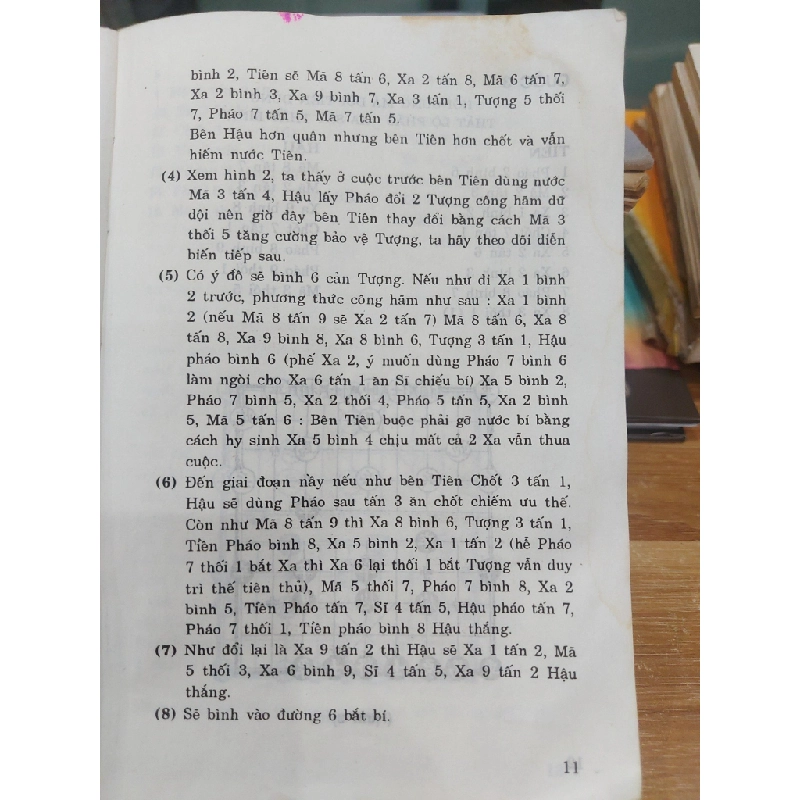 bình 2, Tiên sẽ Mã 8 tấn 6, Xa 2 tấn 8, Mã 6 tấn 7,
Xa 2 bình 3, Xa 9 bình 7, Xa 3 tấn 1, Tượng 5 thối
7, Pháo 7 tấn 5, Mã 7 tấn 5.
Bên Hậu hơn quân nhưng bên Tiên hơn chốt và vẫn
hiếm nước Tiên.
(4) Xem hình 2, ta thấy ở cuộc trước bên Tiên dùng nước
Mã 3 tấn 4, Hậu lấy Pháo đổi 2 Tượng công hãm dữ
dội nên giờ đây bên Tiên thay đổi bằng cách Mã 3
thối 5 tăng cường bảo vệ Tượng, ta hãy theo dõi diễn
biến tiếp sau.
(5) Có ý đồ sẽ bình 6 cản Tượng. Nếu như đi Xa 1 bình
2 trước, phương thức công hãm như sau : Xa 1 bình
2 (nếu Mã 8 tấn 9 sẽ Xa 2 tấn 7) Mã 8 tấn 6, Xa 8
tấn 8, Xa 9 bình 8, Xa 8 bình 6, Tượng 3 tấn 1, Hậu
pháo bình 6 (phế Xa 2, ý muốn dùng Pháo 7 bình 6
làm ngòi cho Xa 6 tấn 1 ăn Sĩ chiếu bí) Xa 5 bình 2,
Pháo 7 bình 5, Xa 2 thối 4, Pháo 5 tấn 5, Xa 2 bình
5, Mã 5 tấn 6 : Bên Tiên buộc phải gỡ nước bí bằng
cách hy sinh Xa 5 bình 4 chịu mất cả 2 Xa vẫn thua
cuộc.
(6) Đến giai đoạn nầy nếu như bên Tiên Chốt 3 tấn 1,
Hậu sẽ dùng Pháo sau tấn 3 ăn chốt chiếm ưu thế.
Còn như Mã 8 tấn 9 thì Xa 8 bình 6, Tượng 3 tấn 1,
Tiền Pháo bình 8, Xa 5 bình 2, Xa 1 tấn 2 (hễ Pháo
7 thối 1 bắt Xa thì Xa 6 lại thối 1 bắt Tượng vẫn duy
trì thế tiên thủ), Mã 5 thối 7, Pháo 7 bình 8, Xa 2
bình 5, Tiền Pháo tấn 7, Sĩ 4 tấn 5, Hậu pháo tấn 7,
Pháo 7 thối 1, Tiền pháo bình 8 Hậu thắng.
(7) Như đổi lại là Xa 9 tấn 2 thì Hậu sẽ Xa 1 tấn 2, Mã
5 thối 3, Xa 6 bình 9, Sĩ 4 tấn 5, Xa 9 tấn 2 Hậu
thắng.
(8) Sẽ bình vào đường 6 bắt bí.
11